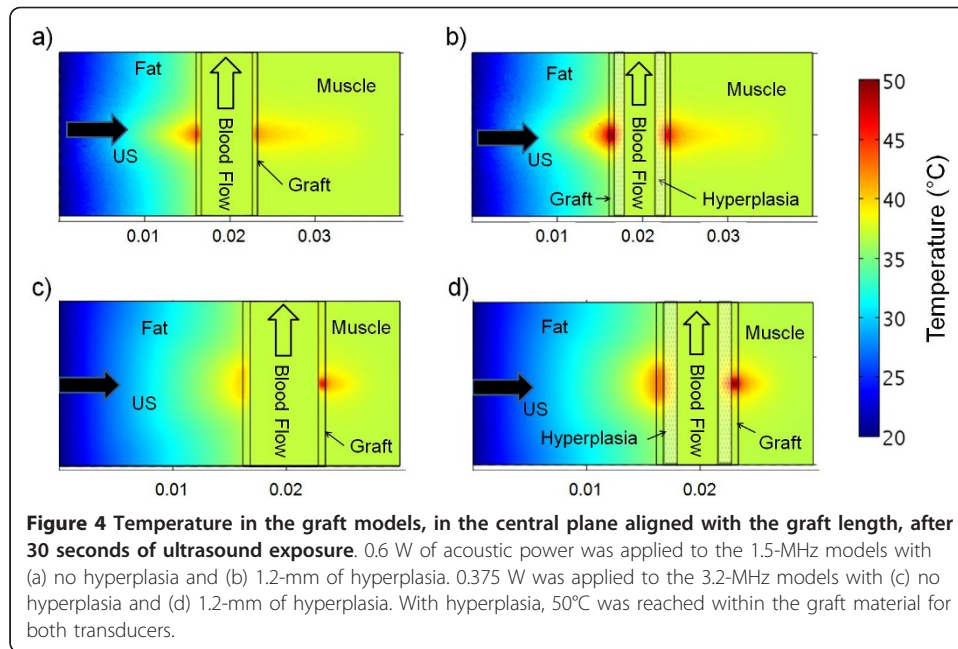 a)
Fat
Muscle
Blood Flow
US
Graft
0.01 0.02 0.03
b)
Fat
Muscle
Blood Flow
US
Graft
Hyperplasia
0.01 0.02 0.03
c)
Fat
Muscle
Blood Flow
US
Graft
0.01 0.02
d)
Fat
Muscle
Blood Flow
US
Hyperplasia
Graft
0.01 0.02
50
45
40
35
30
25
20
Temperature (°C)
Figure 4 Temperature in the graft models, in the central plane aligned with the graft length, after
30 seconds of ultrasound exposure. 0.6 W of acoustic power was applied to the 1.5-MHz models with
(a) no hyperplasia and (b) 1.2-mm of hyperplasia. 0.375 W was applied to the 3.2-MHz models with (c) no
hyperplasia and (d) 1.2-mm of hyperplasia. With hyperplasia, 50°C was reached within the graft material for
both transducers.